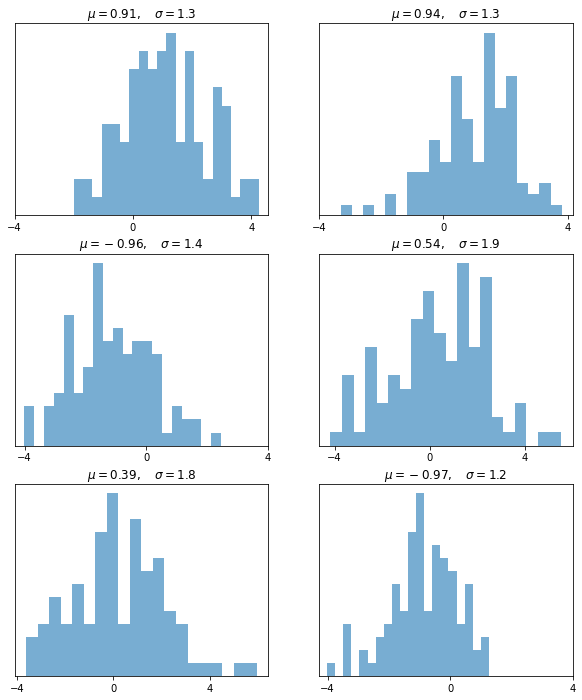 μ = 0.91, σ = 1.3
−4 0 4
μ = 0.94, σ = 1.3
−4 0 4
μ = −0.96, σ = 1.4
−4 0 4
μ = 0.54, σ = 1.9
−4 0 4
μ = 0.39, σ = 1.8
−4 0 4
μ = −0.97, σ = 1.2
−4 0 4